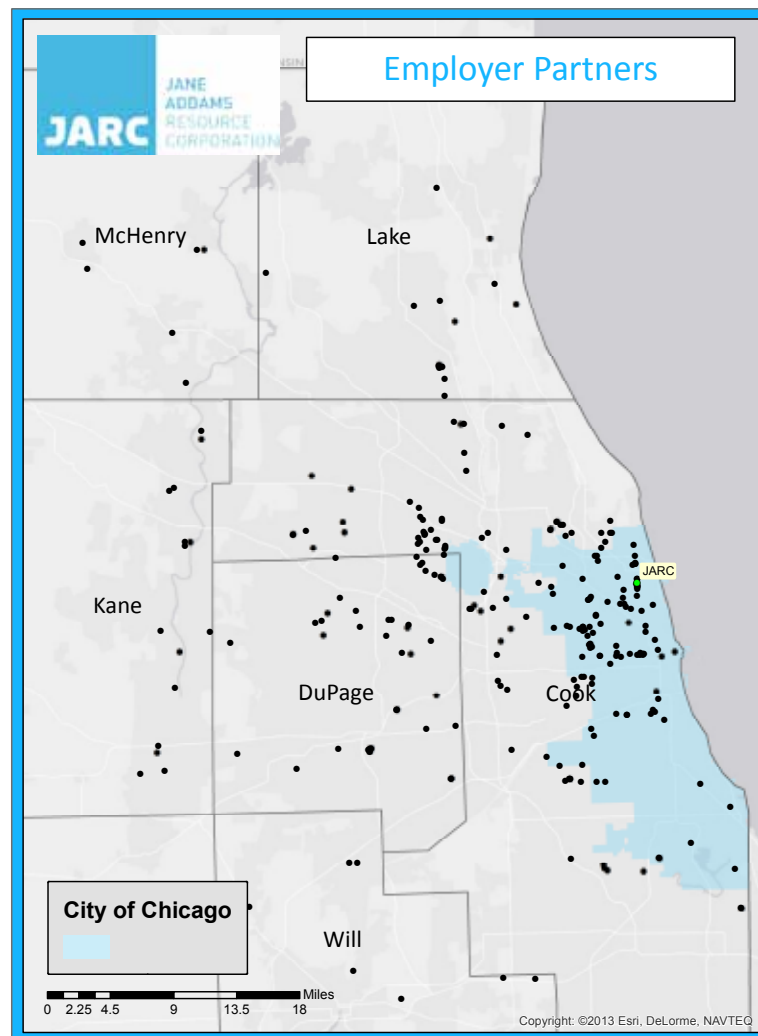 Employer Partners
JARC
JANE
ADDAMS
RESOURCE
CORPORATION
McHenry
Lake
JARC
Kane
DuPage
Cook
City of Chicago
Will
Miles
0 2.25 4.5 9 13.5 18
Copyright: ©2013 Esri, DeLorme, NAVTEQ